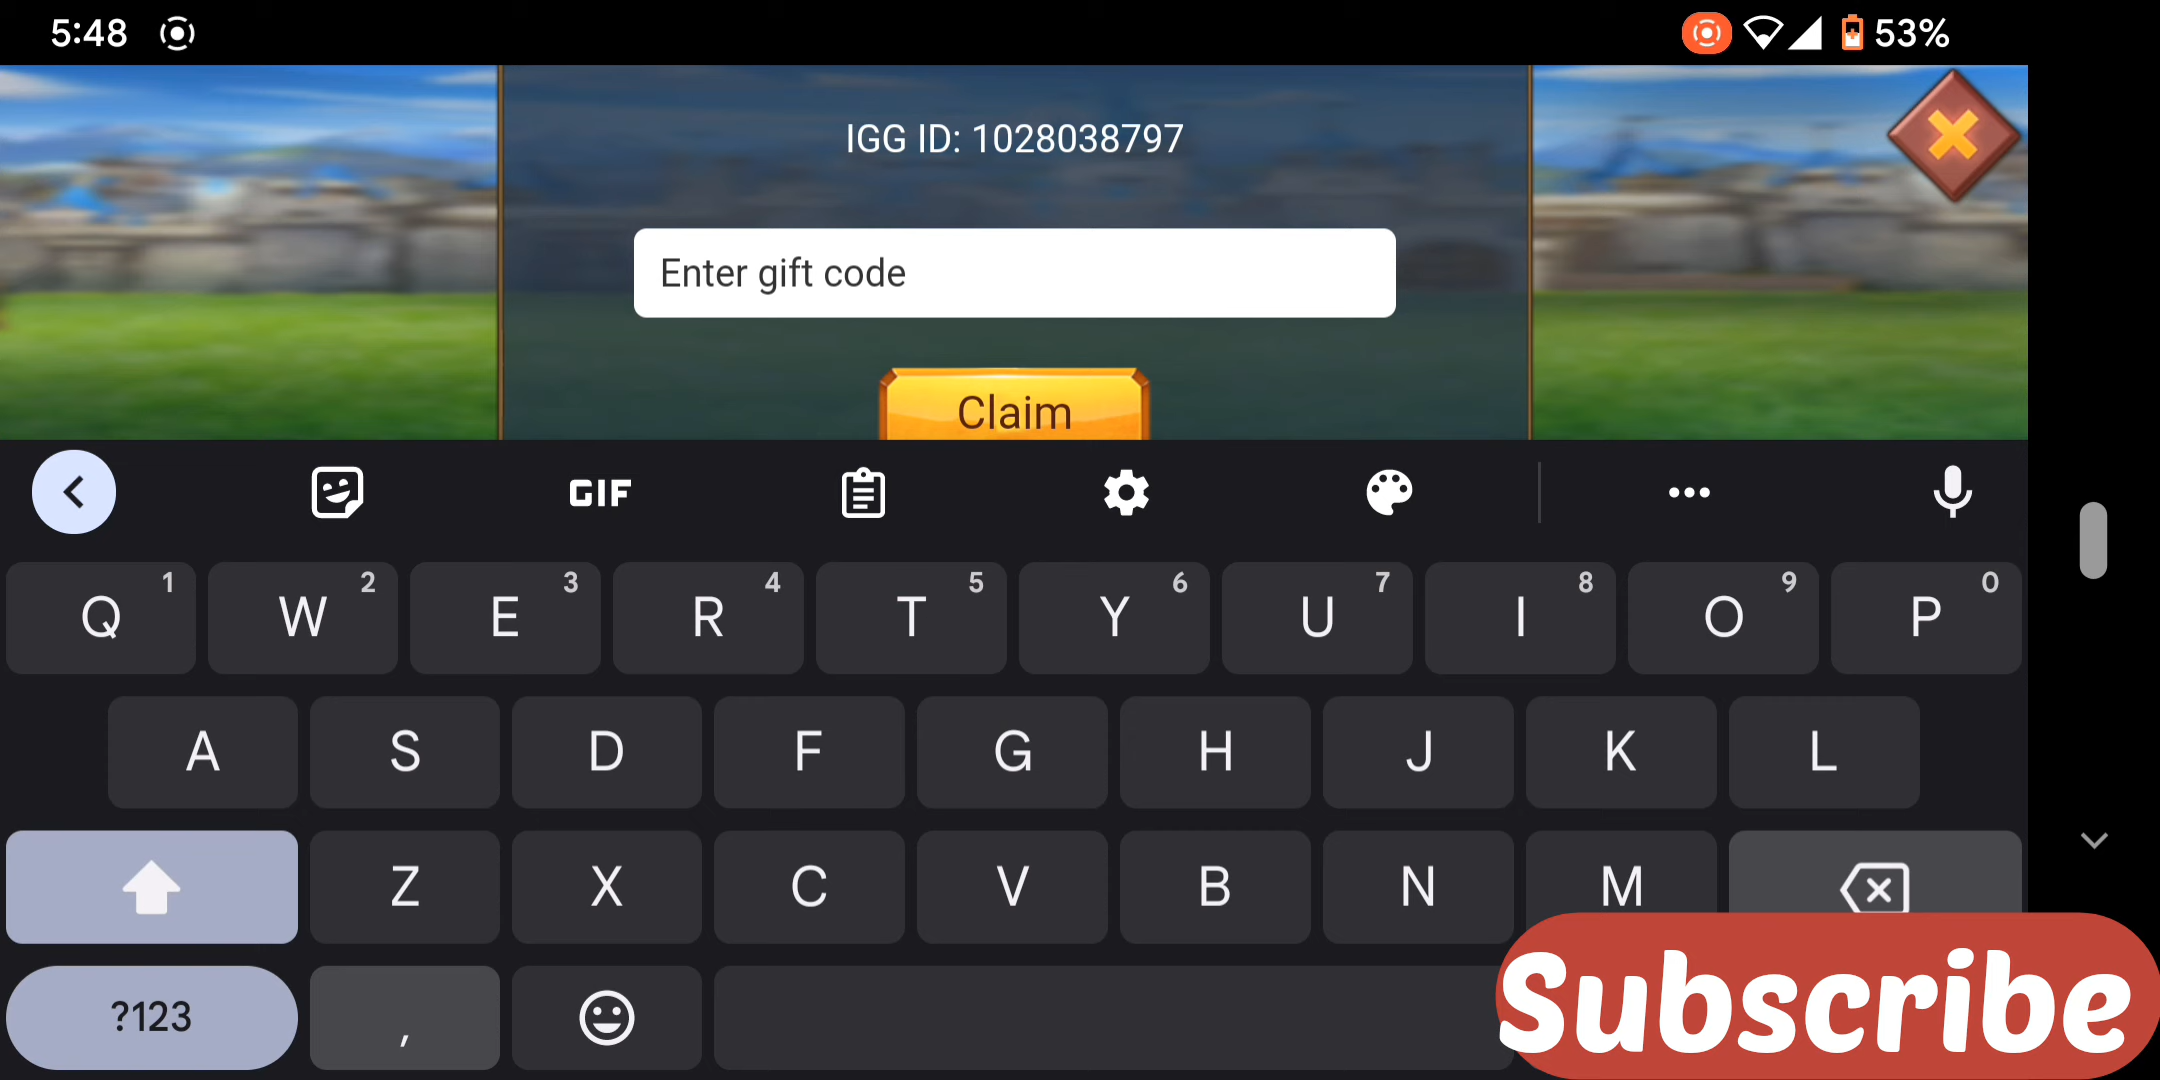 5:48 53%
IGG ID: 1028038797
Enter gift code
Claim
GIF
Q 1 W 2 E 3 R 4 T 5 Y 6 U 7 I 8 O 9 P 0
A S D F G H J K L
Z X C V B N M
?123 ,
Subscribe